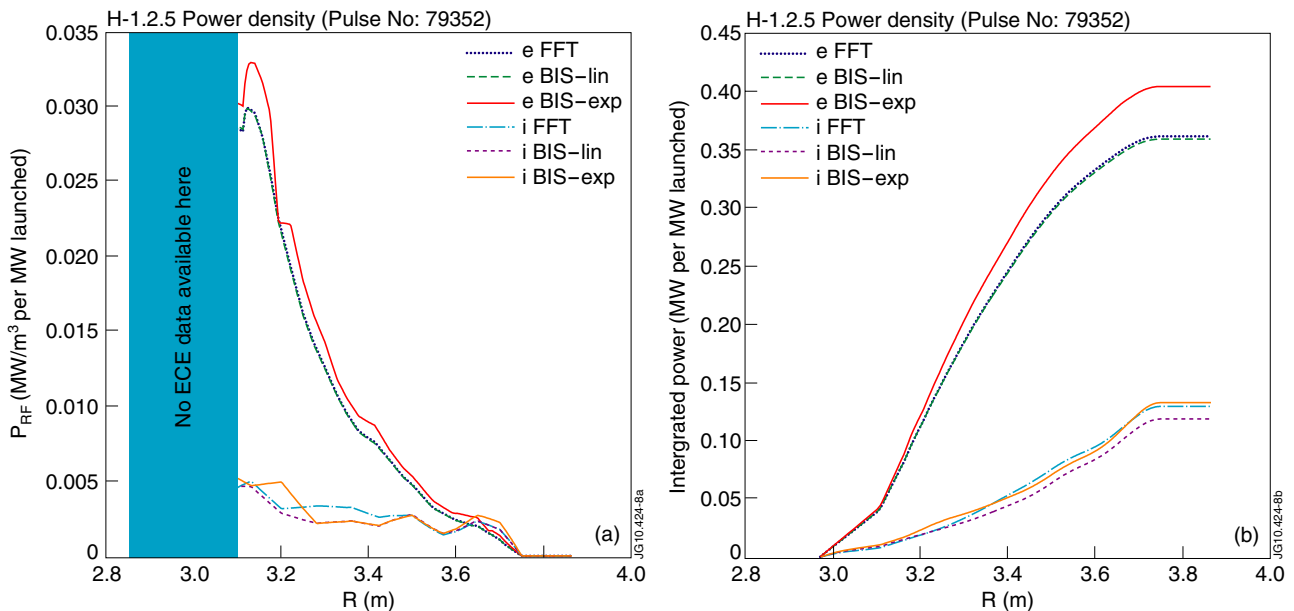 H-1.2.5 Power density (Pulse No: 79352)
0.035
0.030
0.025
0.020
0.015
0.010
0.005
0
P_RF (MW/m³ per MW launched)
No ECE data available here
e FFT
e BIS–lin
e BIS–exp
i FFT
i BIS–lin
i BIS–exp
(a)
JG10.424-8a
2.8 3.0 3.2 3.4 3.6 3.8 4.0
R (m)
H-1.2.5 Power density (Pulse No: 79352)
0.45
0.40
0.35
0.30
0.25
0.20
0.15
0.10
0.05
0
Intergrated power (MW per MW launched)
e FFT
e BIS–lin
e BIS–exp
i FFT
i BIS–lin
i BIS–exp
(b)
JG10.424-8b
2.8 3.0 3.2 3.4 3.6 3.8 4.0
R (m)